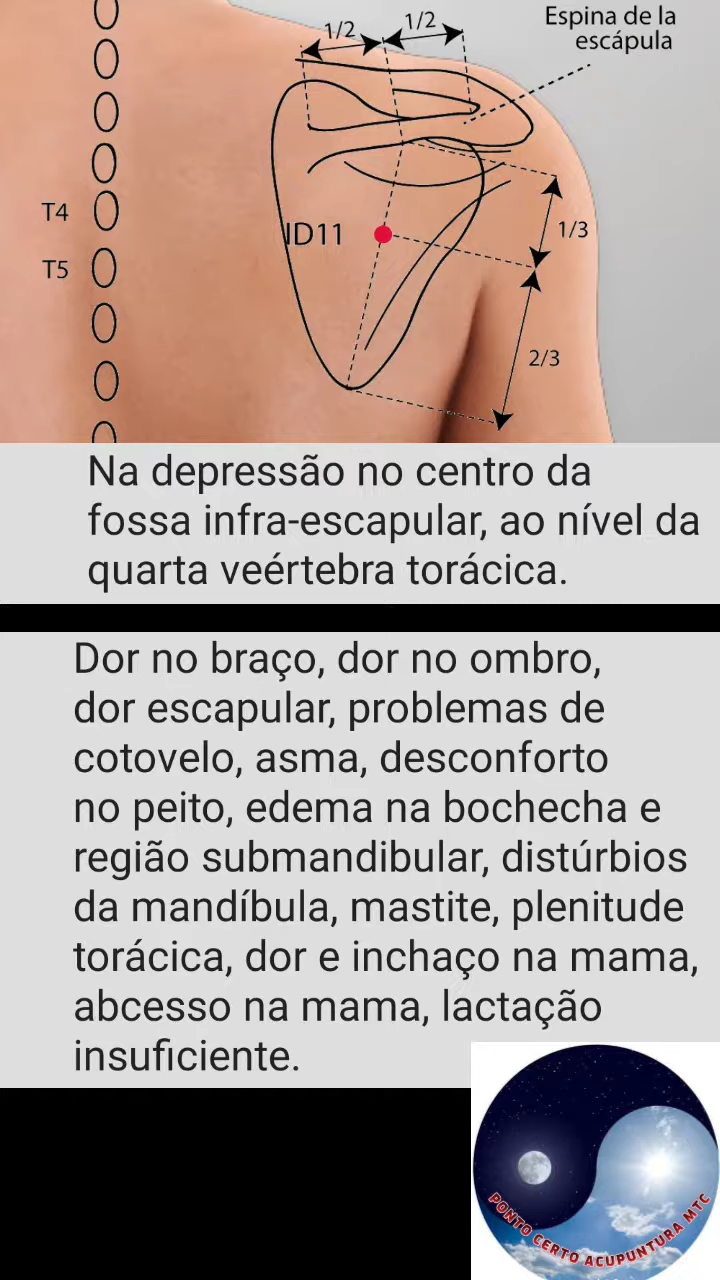 1/2
1/2
Espina de la
escápula
T4
T5
ID11
1/3
2/3
Na depressão no centro da
fossa infra-escapular, ao nível da
quarta veértebra torácica.
Dor no braço, dor no ombro,
dor escapular, problemas de
cotovelo, asma, desconforto
no peito, edema na bochecha e
região submandibular, distúrbios
da mandíbula, mastite, plenitude
torácica, dor e inchaço na mama,
abcesso na mama, lactação
insuficiente.
PONTO CERTO ACUPUNTURA MTC